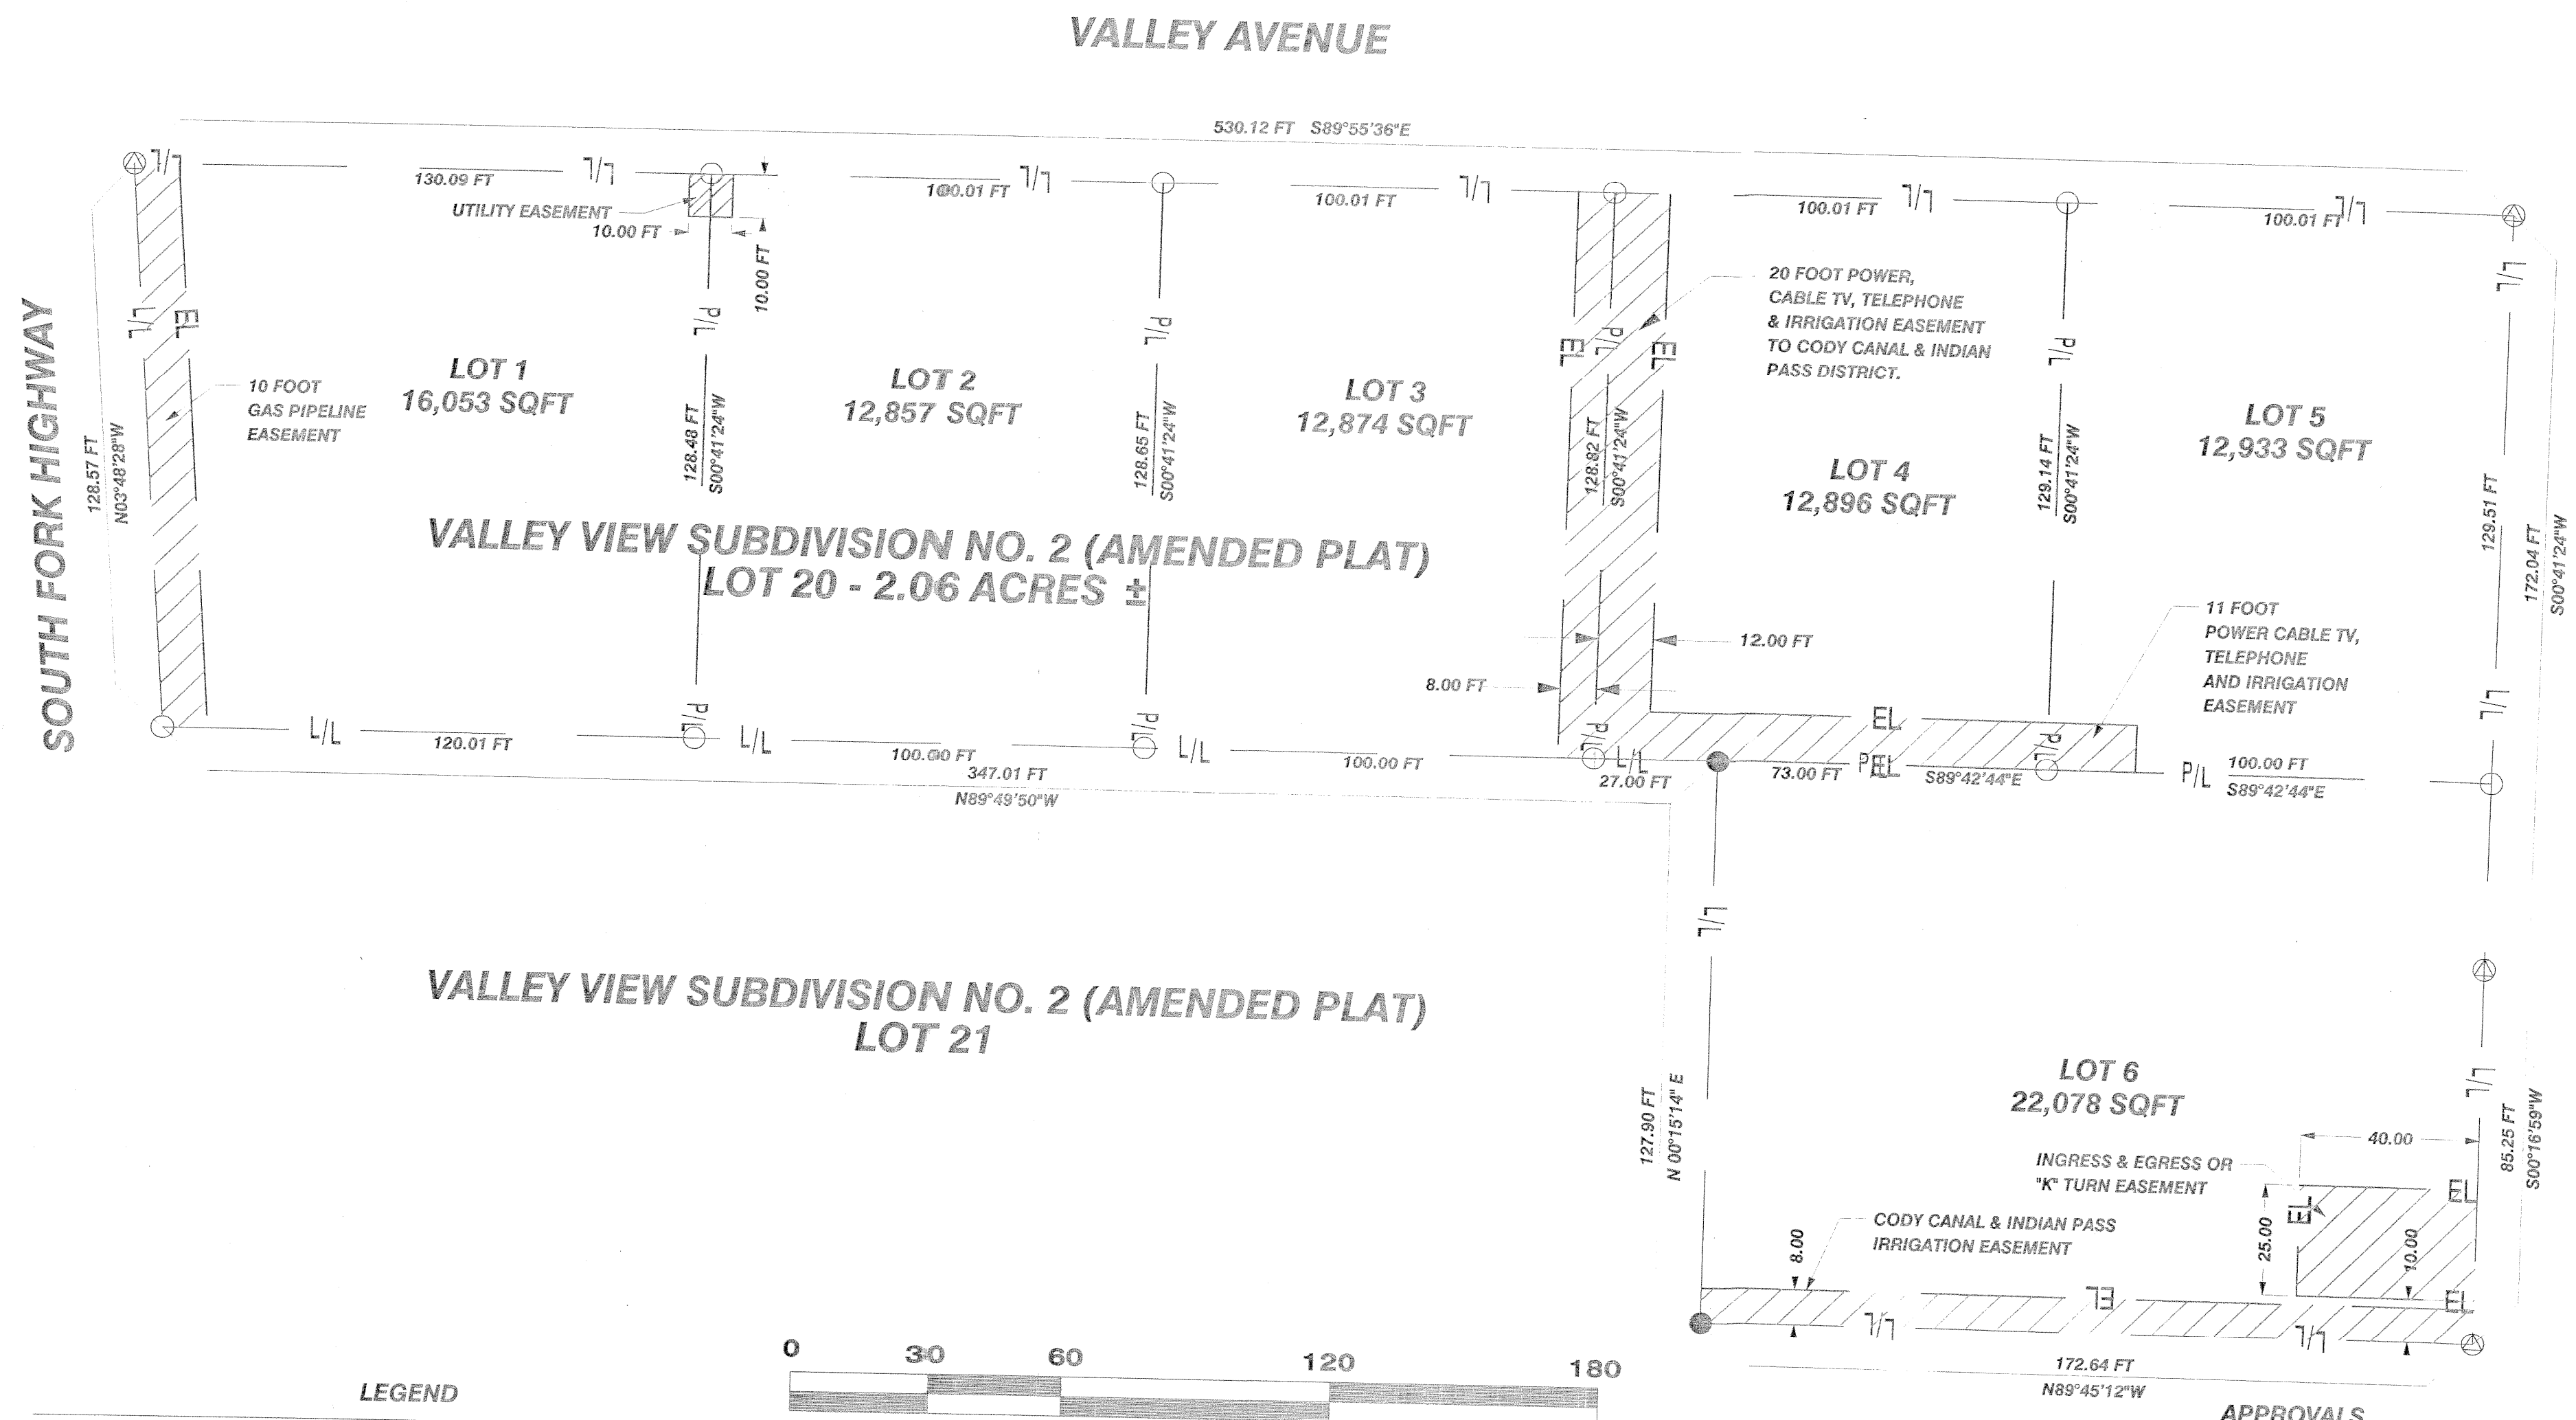 VALLEY AVENUE
530.12 FT S89°55'36"E
L/L
130.09 FT
L/L
100.01 FT
L/L
100.01 FT
L/L
100.01 FT
L/L
100.01 FT
L/L
UTILITY EASEMENT
10.00 FT
10.00 FT
SOUTH FORK HIGHWAY
128.57 FT
N03°48'28"W
L/L
EL
10 FOOT
GAS PIPELINE
EASEMENT
LOT 1
16,053 SQFT
P/L
128.48 FT
S00°41'24"W
P/L
LOT 2
12,857 SQFT
P/L
128.65 FT
S00°41'24"W
P/L
LOT 3
12,874 SQFT
EL
P/L
EL
128.82 FT
S00°41'24"W
P/L
20 FOOT POWER,
CABLE TV, TELEPHONE
& IRRIGATION EASEMENT
TO CODY CANAL & INDIAN
PASS DISTRICT.
LOT 4
12,896 SQFT
P/L
129.14 FT
S00°41'24"W
P/L
LOT 5
12,933 SQFT
L/L
129.51 FT
172.04 FT
S00°41'24"W
L/L
VALLEY VIEW SUBDIVISION NO. 2 (AMENDED PLAT)
LOT 20 - 2.06 ACRES ±
12.00 FT
8.00 FT
11 FOOT
POWER CABLE TV,
TELEPHONE
AND IRRIGATION
EASEMENT
L/L
120.01 FT
L/L
100.00 FT
L/L
100.00 FT
L/L
27.00 FT
EL
73.00 FT
EL
S89°42'44"E
P/L
100.00 FT
S89°42'44"E
347.01 FT
N89°49'50"W
VALLEY VIEW SUBDIVISION NO. 2 (AMENDED PLAT)
LOT 21
L/L
127.90 FT
N 00°15'14" E
LOT 6
22,078 SQFT
L/L
85.25 FT
S00°16'59"W
40.00
INGRESS & EGRESS OR
"K" TURN EASEMENT
EL
EL
25.00
10.00
CODY CANAL & INDIAN PASS
IRRIGATION EASEMENT
8.00
EL
EL
L/L
L/L
172.64 FT
N89°45'12"W
0 30 60 120 180
LEGEND
APPROVALS